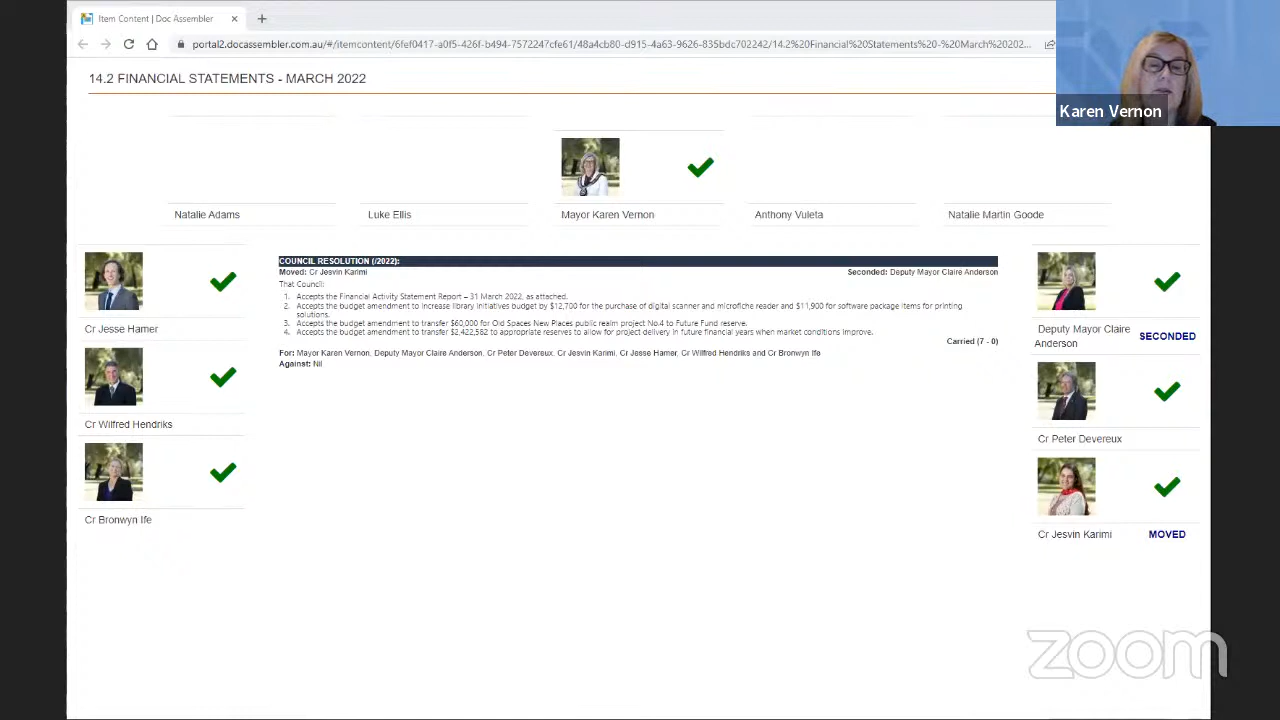 Item Content | Doc Assembler
portal2.docassembler.com.au/#/itemcontent/6fef0417-a0f5-426f-b494-7572247cfe61/48a4cb80-d915-4a63-9626-835bdc702242/14.2%20Financial%20Statements%20-%20March%20202...
14.2 FINANCIAL STATEMENTS - MARCH 2022
Karen Vernon
Natalie Adams
Luke Ellis
Mayor Karen Vernon
Anthony Vuleta
Natalie Martin Goode
COUNCIL RESOLUTION (/2022):
Moved: Cr Jesvin Karimi
Seconded: Deputy Mayor Claire Anderson
That Council:
1. Accepts the Financial Activity Statement Report – 31 March 2022, as attached.
2. Accepts the budget amendment to increase library initiatives budget by $12,700 for the purchase of digital scanner and microfiche reader and $11,900 for software package items for printing
solutions.
3. Accepts the budget amendment to transfer $60,000 for Old Spaces New Places public realm project No.4 to Future Fund reserve.
4. Accepts the budget amendment to transfer $2,422,582 to appropriate reserves to allow for project delivery in future financial years when market conditions improve.
Carried (7 - 0)
For: Mayor Karen Vernon, Deputy Mayor Claire Anderson, Cr Peter Devereux, Cr Jesvin Karimi, Cr Jesse Hamer, Cr Wilfred Hendriks and Cr Bronwyn Ife
Against: Nil
Cr Jesse Hamer
Cr Wilfred Hendriks
Cr Bronwyn Ife
Deputy Mayor Claire
Anderson
SECONDED
Cr Peter Devereux
Cr Jesvin Karimi
MOVED
zoom